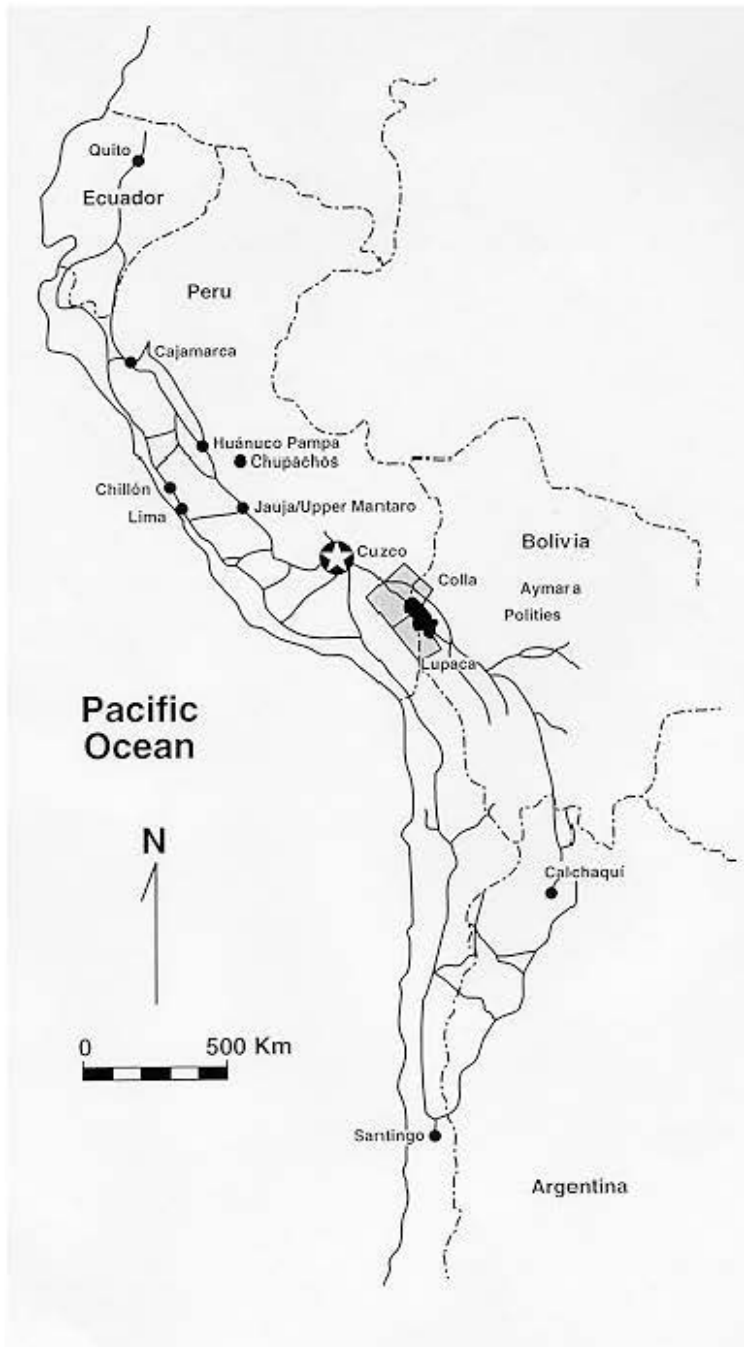 Quito
Ecuador
Peru
Cajamarca
Huánuco Pampa
Chupachos
Chillón
Jauja/Upper Mantaro
Lima
Cuzco
Bolivia
Colla
Aymara
Polities
Lupaca
Pacific
Ocean
N
Calchaquí
0 500 Km
Santingo
Argentina